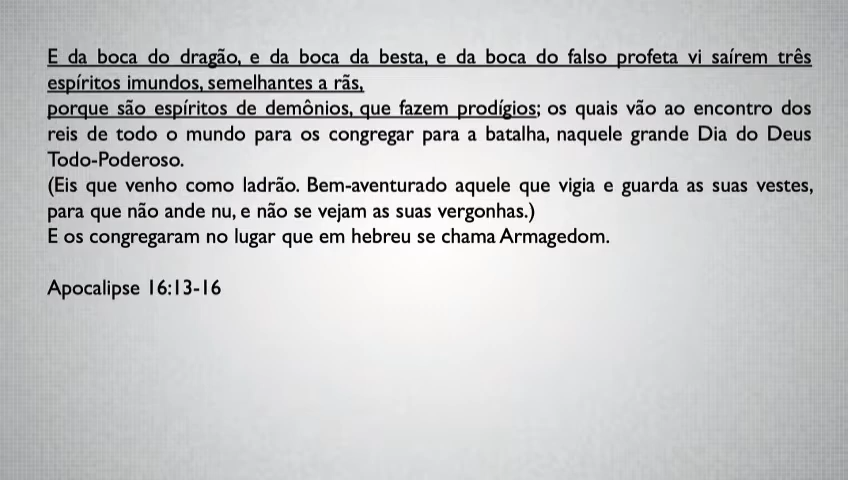 E da boca do dragão, e da boca da besta, e da boca do falso profeta vi saírem três
espíritos imundos, semelhantes a rãs,
porque são espíritos de demônios, que fazem prodígios; os quais vão ao encontro dos
reis de todo o mundo para os congregar para a batalha, naquele grande Dia do Deus
Todo-Poderoso.
(Eis que venho como ladrão. Bem-aventurado aquele que vigia e guarda as suas vestes,
para que não ande nu, e não se vejam as suas vergonhas.)
E os congregaram no lugar que em hebreu se chama Armagedom.
Apocalipse 16:13-16